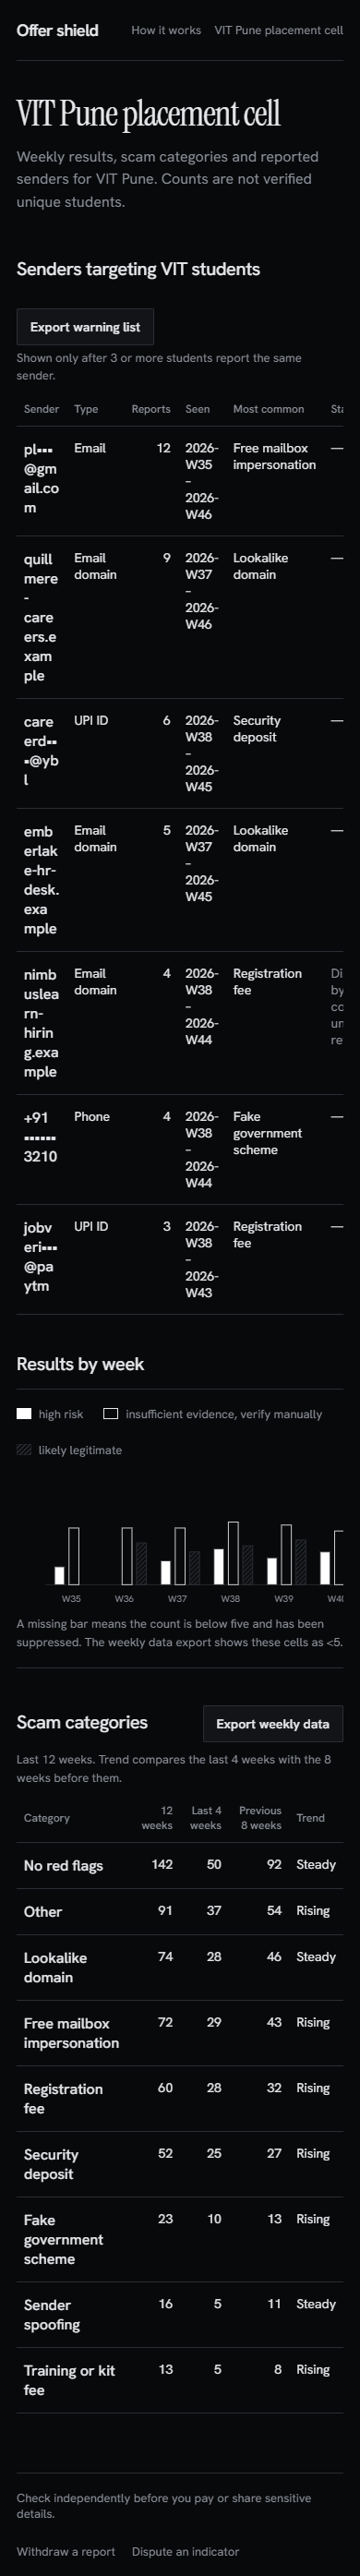 Offer shield How it works VIT Pune placement cell
VIT Pune placement cell
Weekly results, scam categories and reported
senders for VIT Pune. Counts are not verified
unique students.
Senders targeting VIT students
Export warning list
Shown only after 3 or more students report the same
sender.
Sender Type Reports Seen Most common
pl▪▪▪ Email 12 2026- Free mailbox —
@gm W35 impersonation
ail.co –
m 2026-
W46
quill Email 9 2026- Lookalike —
mere domain W37 domain
- –
care 2026-
ers.e W46
xam
ple
care UPI ID 6 2026- Security —
erd▪▪ W38 deposit
▪@yb –
l 2026-
W45
emb Email 5 2026- Lookalike —
erlak domain W37 domain
e-hr- –
desk. 2026-
exa W45
mple
nimb Email 4 2026- Registration
uslea domain W38 fee
rn- –
hirin 2026-
g.exa W44
mple
+91 Phone 4 2026- Fake —
▪▪▪▪▪▪ W38 government
3210 – scheme
2026-
W44
jobv UPI ID 3 2026- Registration —
eri▪▪▪ W38 fee
@pa –
ytm 2026-
W43
Results by week
high risk insufficient evidence, verify manually
likely legitimate
W35 W36 W37 W38 W39
A missing bar means the count is below five and has been
suppressed. The weekly data export shows these cells as <5.
Scam categories Export weekly data
Last 12 weeks. Trend compares the last 4 weeks with the 8
weeks before them.
Category 12 weeks Last 4 weeks Previous 8 weeks Trend
No red flags 142 50 92 Steady
Other 91 37 54 Rising
Lookalike 74 28 46 Steady
domain
Free mailbox 72 29 43 Rising
impersonation
Registration 60 28 32 Rising
fee
Security 52 25 27 Rising
deposit
Fake 23 10 13 Rising
government
scheme
Sender 16 5 11 Steady
spoofing
Training or kit 13 5 8 Rising
fee
Check independently before you pay or share sensitive
details.
Withdraw a report Dispute an indicator